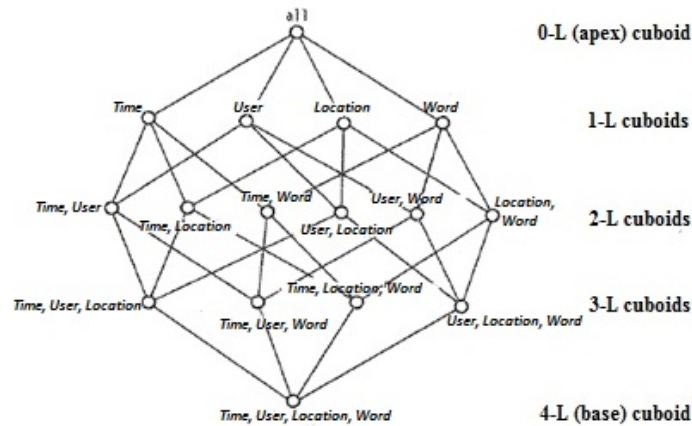 all
0-L (apex) cuboid
Time
User
Location
Word
1-L cuboids
Time, User
Time, Location
Time, Word
User, Location
User, Word
Location,
Word
2-L cuboids
Time, User, Location
Time, User, Word
Time, Location, Word
User, Location, Word
3-L cuboids
Time, User, Location, Word
4-L (base) cuboid